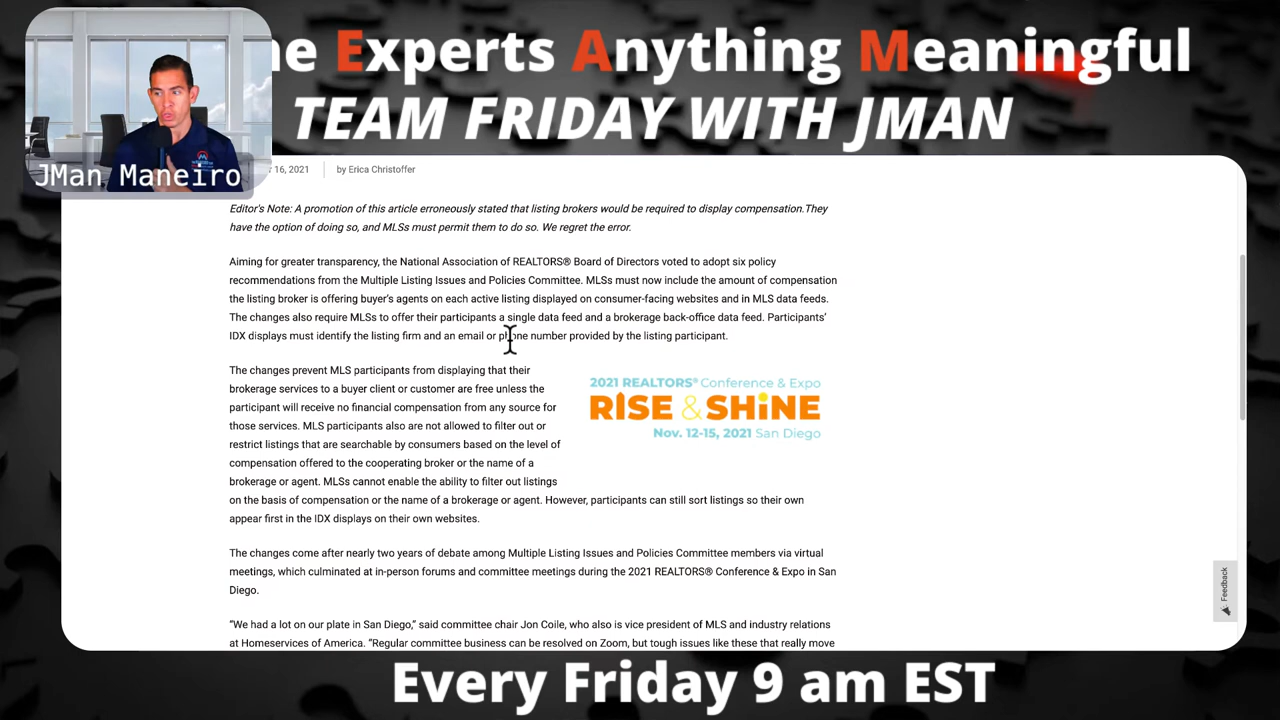 ne Experts Anything Meaningful
TEAM FRIDAY WITH JMAN
JMan Maneiro
16, 2021 by Erica Christoffer
Editor's Note: A promotion of this article erroneously stated that listing brokers would be required to display compensation.They
have the option of doing so, and MLSs must permit them to do so. We regret the error.
Aiming for greater transparency, the National Association of REALTORS® Board of Directors voted to adopt six policy
recommendations from the Multiple Listing Issues and Policies Committee. MLSs must now include the amount of compensation
the listing broker is offering buyer's agents on each active listing displayed on consumer-facing websites and in MLS data feeds.
The changes also require MLSs to offer their participants a single data feed and a brokerage back-office data feed. Participants'
IDX displays must identify the listing firm and an email or phone number provided by the listing participant.
The changes prevent MLS participants from displaying that their
brokerage services to a buyer client or customer are free unless the
participant will receive no financial compensation from any source for
those services. MLS participants also are not allowed to filter out or
restrict listings that are searchable by consumers based on the level of
compensation offered to the cooperating broker or the name of a
brokerage or agent. MLSs cannot enable the ability to filter out listings
on the basis of compensation or the name of a brokerage or agent. However, participants can still sort listings so their own
appear first in the IDX displays on their own websites.
2021 REALTORS® Conference & Expo
RISE & SHINE
Nov. 12-15, 2021 San Diego
The changes come after nearly two years of debate among Multiple Listing Issues and Policies Committee members via virtual
meetings, which culminated at in-person forums and committee meetings during the 2021 REALTORS® Conference & Expo in San
Diego.
"We had a lot on our plate in San Diego," said committee chair Jon Coile, who also is vice president of MLS and industry relations
at Homeservices of America. "Regular committee business can be resolved on Zoom, but tough issues like these that really move
Feedback
Every Friday 9 am EST